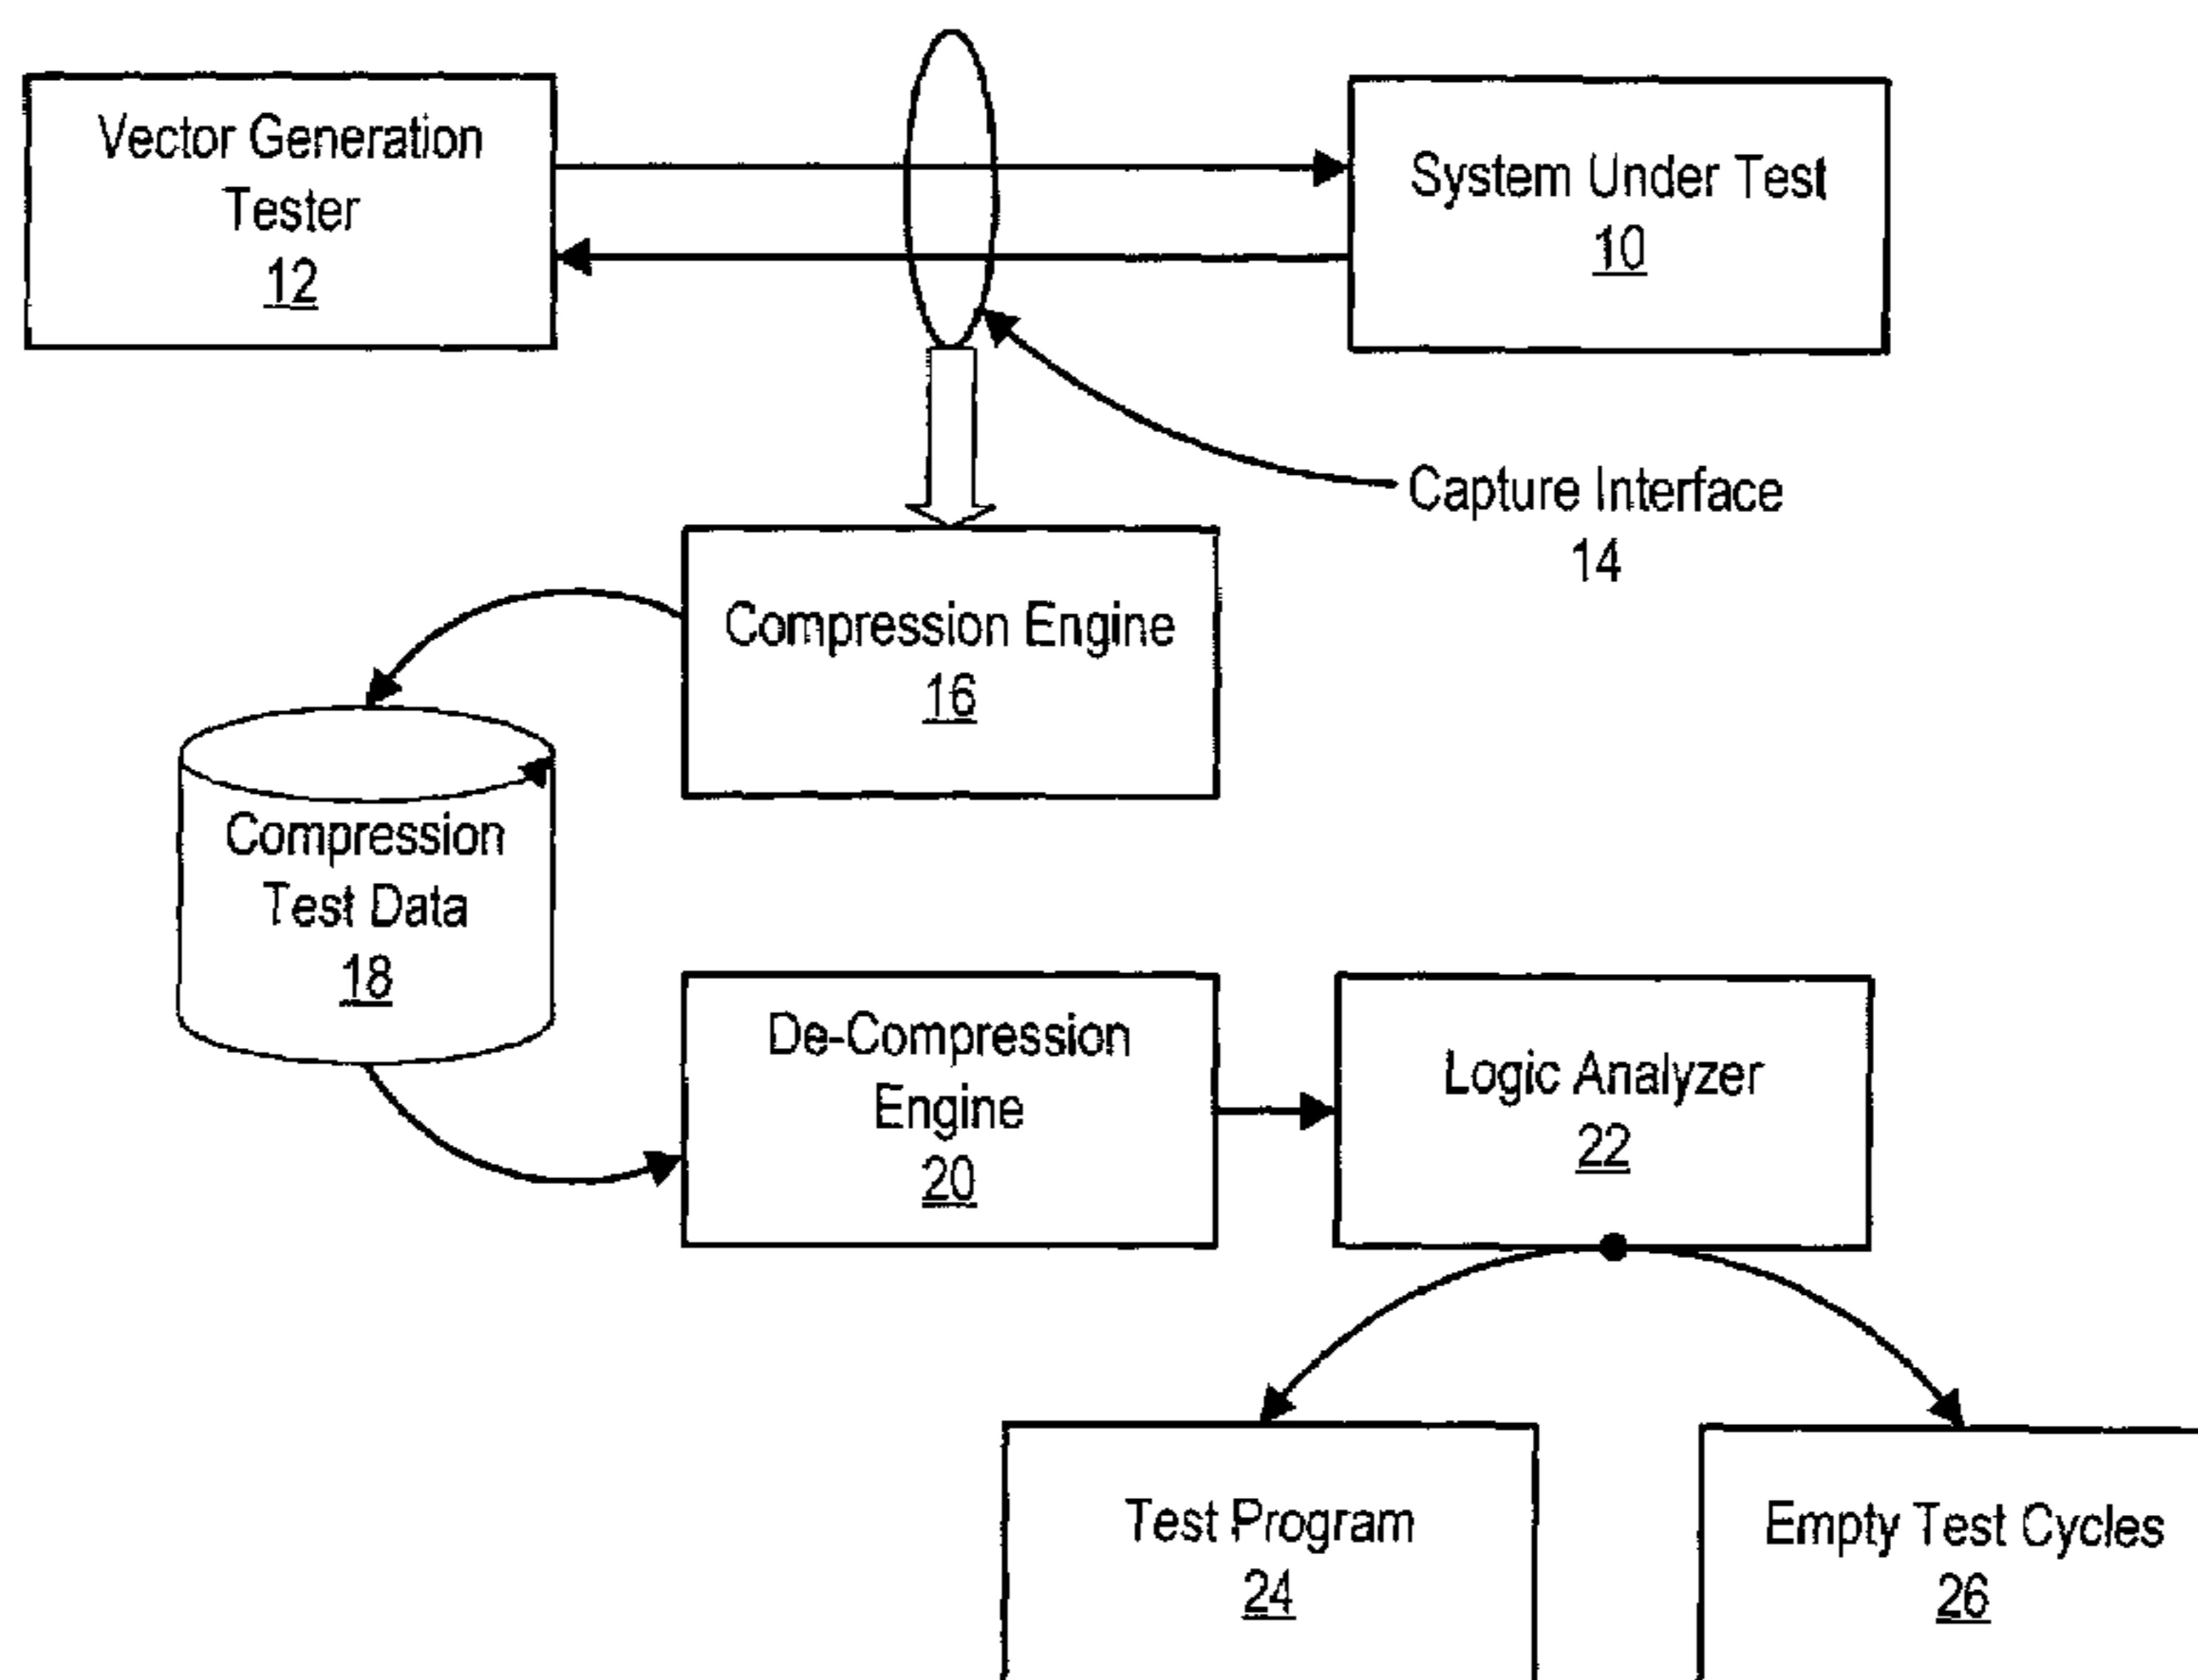 Vector Generation
Tester
12
System Under Test
10
Capture Interface
14
Compression Engine
16
Compression
Test Data
18
De-Compression
Engine
20
Logic Analyzer
22
Test Program
24
Empty Test Cycles
26